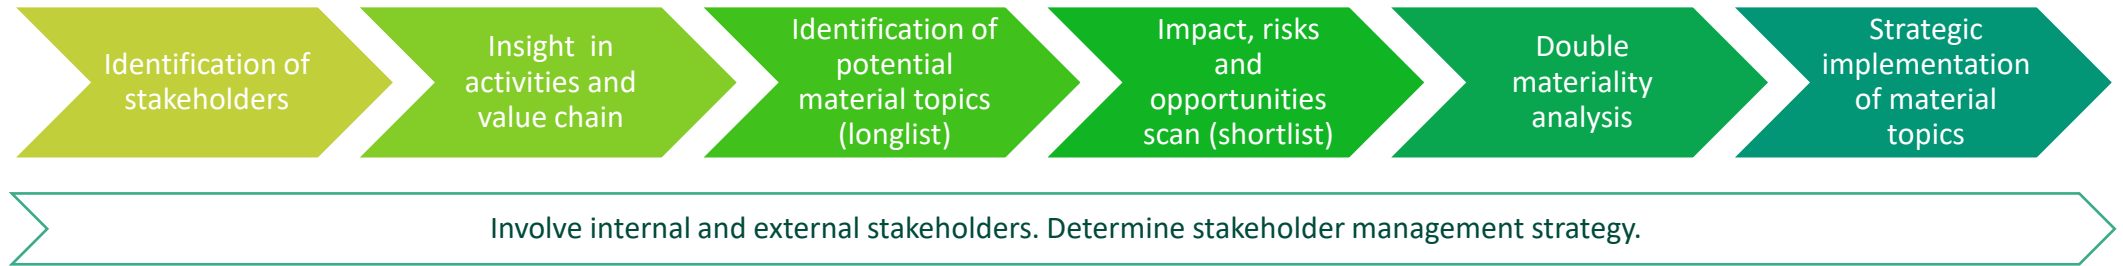 Identification of
stakeholders
Insight in
activities and
value chain
Identification of
potential
material topics
(longlist)
Impact, risks
and
opportunities
scan (shortlist)
Double
materiality
analysis
Strategic
implementation
of material
topics
Involve internal and external stakeholders. Determine stakeholder management strategy.